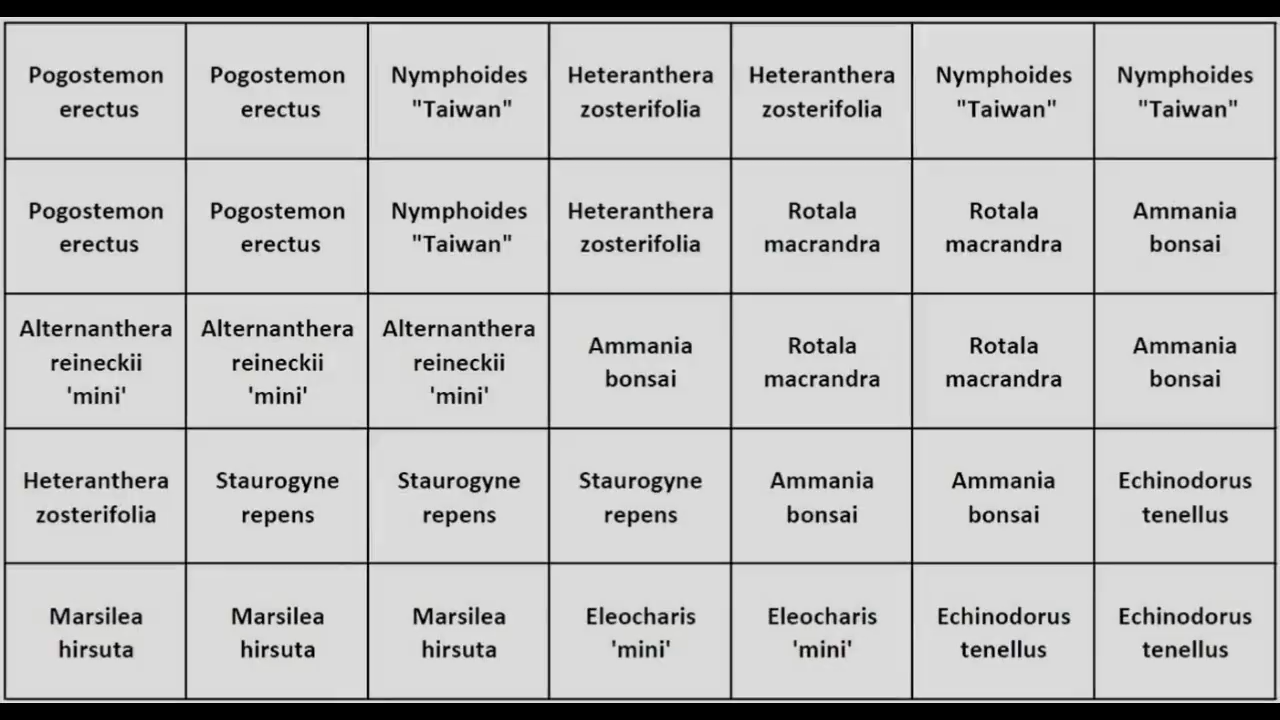 Pogostemon
erectus
Pogostemon
erectus
Nymphoides
"Taiwan"
Heteranthera
zosterifolia
Heteranthera
zosterifolia
Nymphoides
"Taiwan"
Nymphoides
"Taiwan"
Pogostemon
erectus
Pogostemon
erectus
Nymphoides
"Taiwan"
Heteranthera
zosterifolia
Rotala
macrandra
Rotala
macrandra
Ammania
bonsai
Alternanthera
reineckii
'mini'
Alternanthera
reineckii
'mini'
Alternanthera
reineckii
'mini'
Ammania
bonsai
Rotala
macrandra
Rotala
macrandra
Ammania
bonsai
Heteranthera
zosterifolia
Staurogyne
repens
Staurogyne
repens
Staurogyne
repens
Ammania
bonsai
Ammania
bonsai
Echinodorus
tenellus
Marsilea
hirsuta
Marsilea
hirsuta
Marsilea
hirsuta
Eleocharis
'mini'
Eleocharis
'mini'
Echinodorus
tenellus
Echinodorus
tenellus